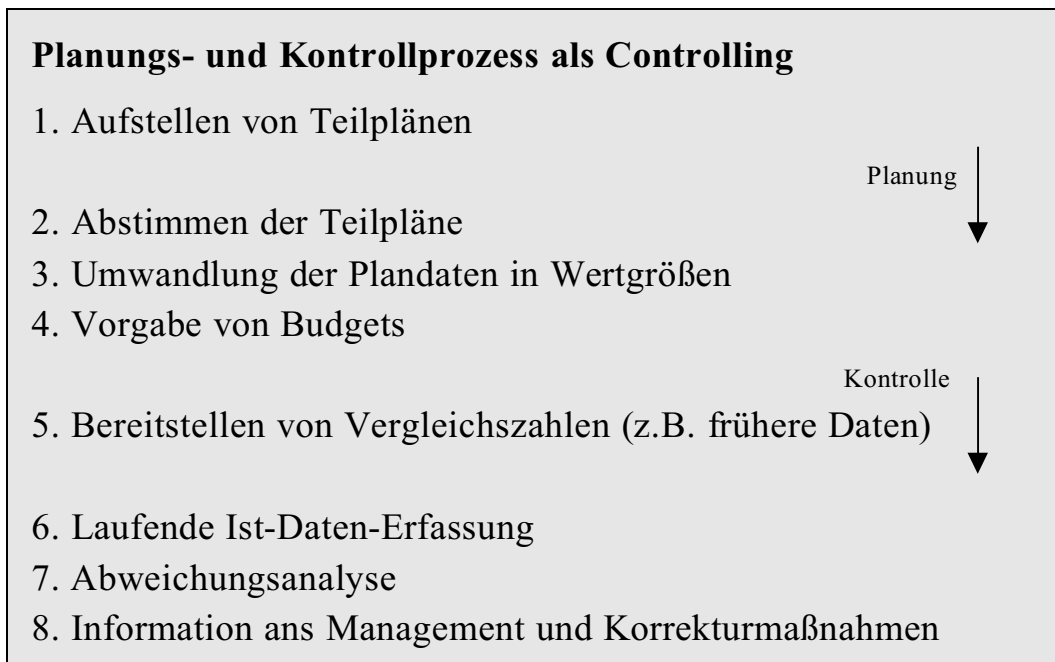 Planungs- und Kontrollprozess als Controlling
1. Aufstellen von Teilplänen
Planung
2. Abstimmen der Teilpläne
3. Umwandlung der Plandaten in Wertgrößen
4. Vorgabe von Budgets
Kontrolle
5. Bereitstellen von Vergleichszahlen (z.B. frühere Daten)
6. Laufende Ist-Daten-Erfassung
7. Abweichungsanalyse
8. Information ans Management und Korrekturmaßnahmen